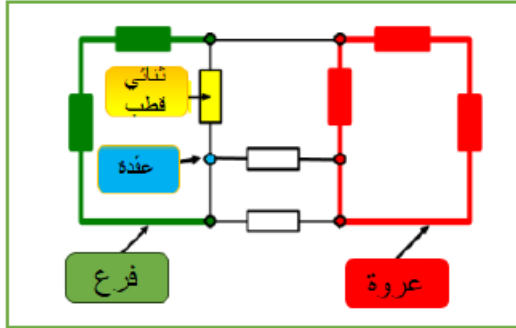 ثنائي
قطب
عقدة
فرع
عروة